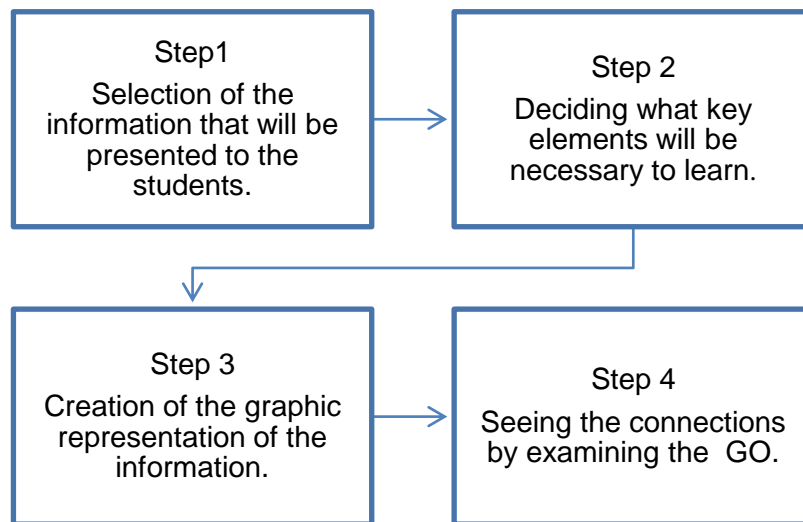 Step1
Selection of the
information that will be
presented to the
students.
Step 2
Deciding what key
elements will be
necessary to learn.
Step 3
Creation of the graphic
representation of the
information.
Step 4
Seeing the connections
by examining the  GO.